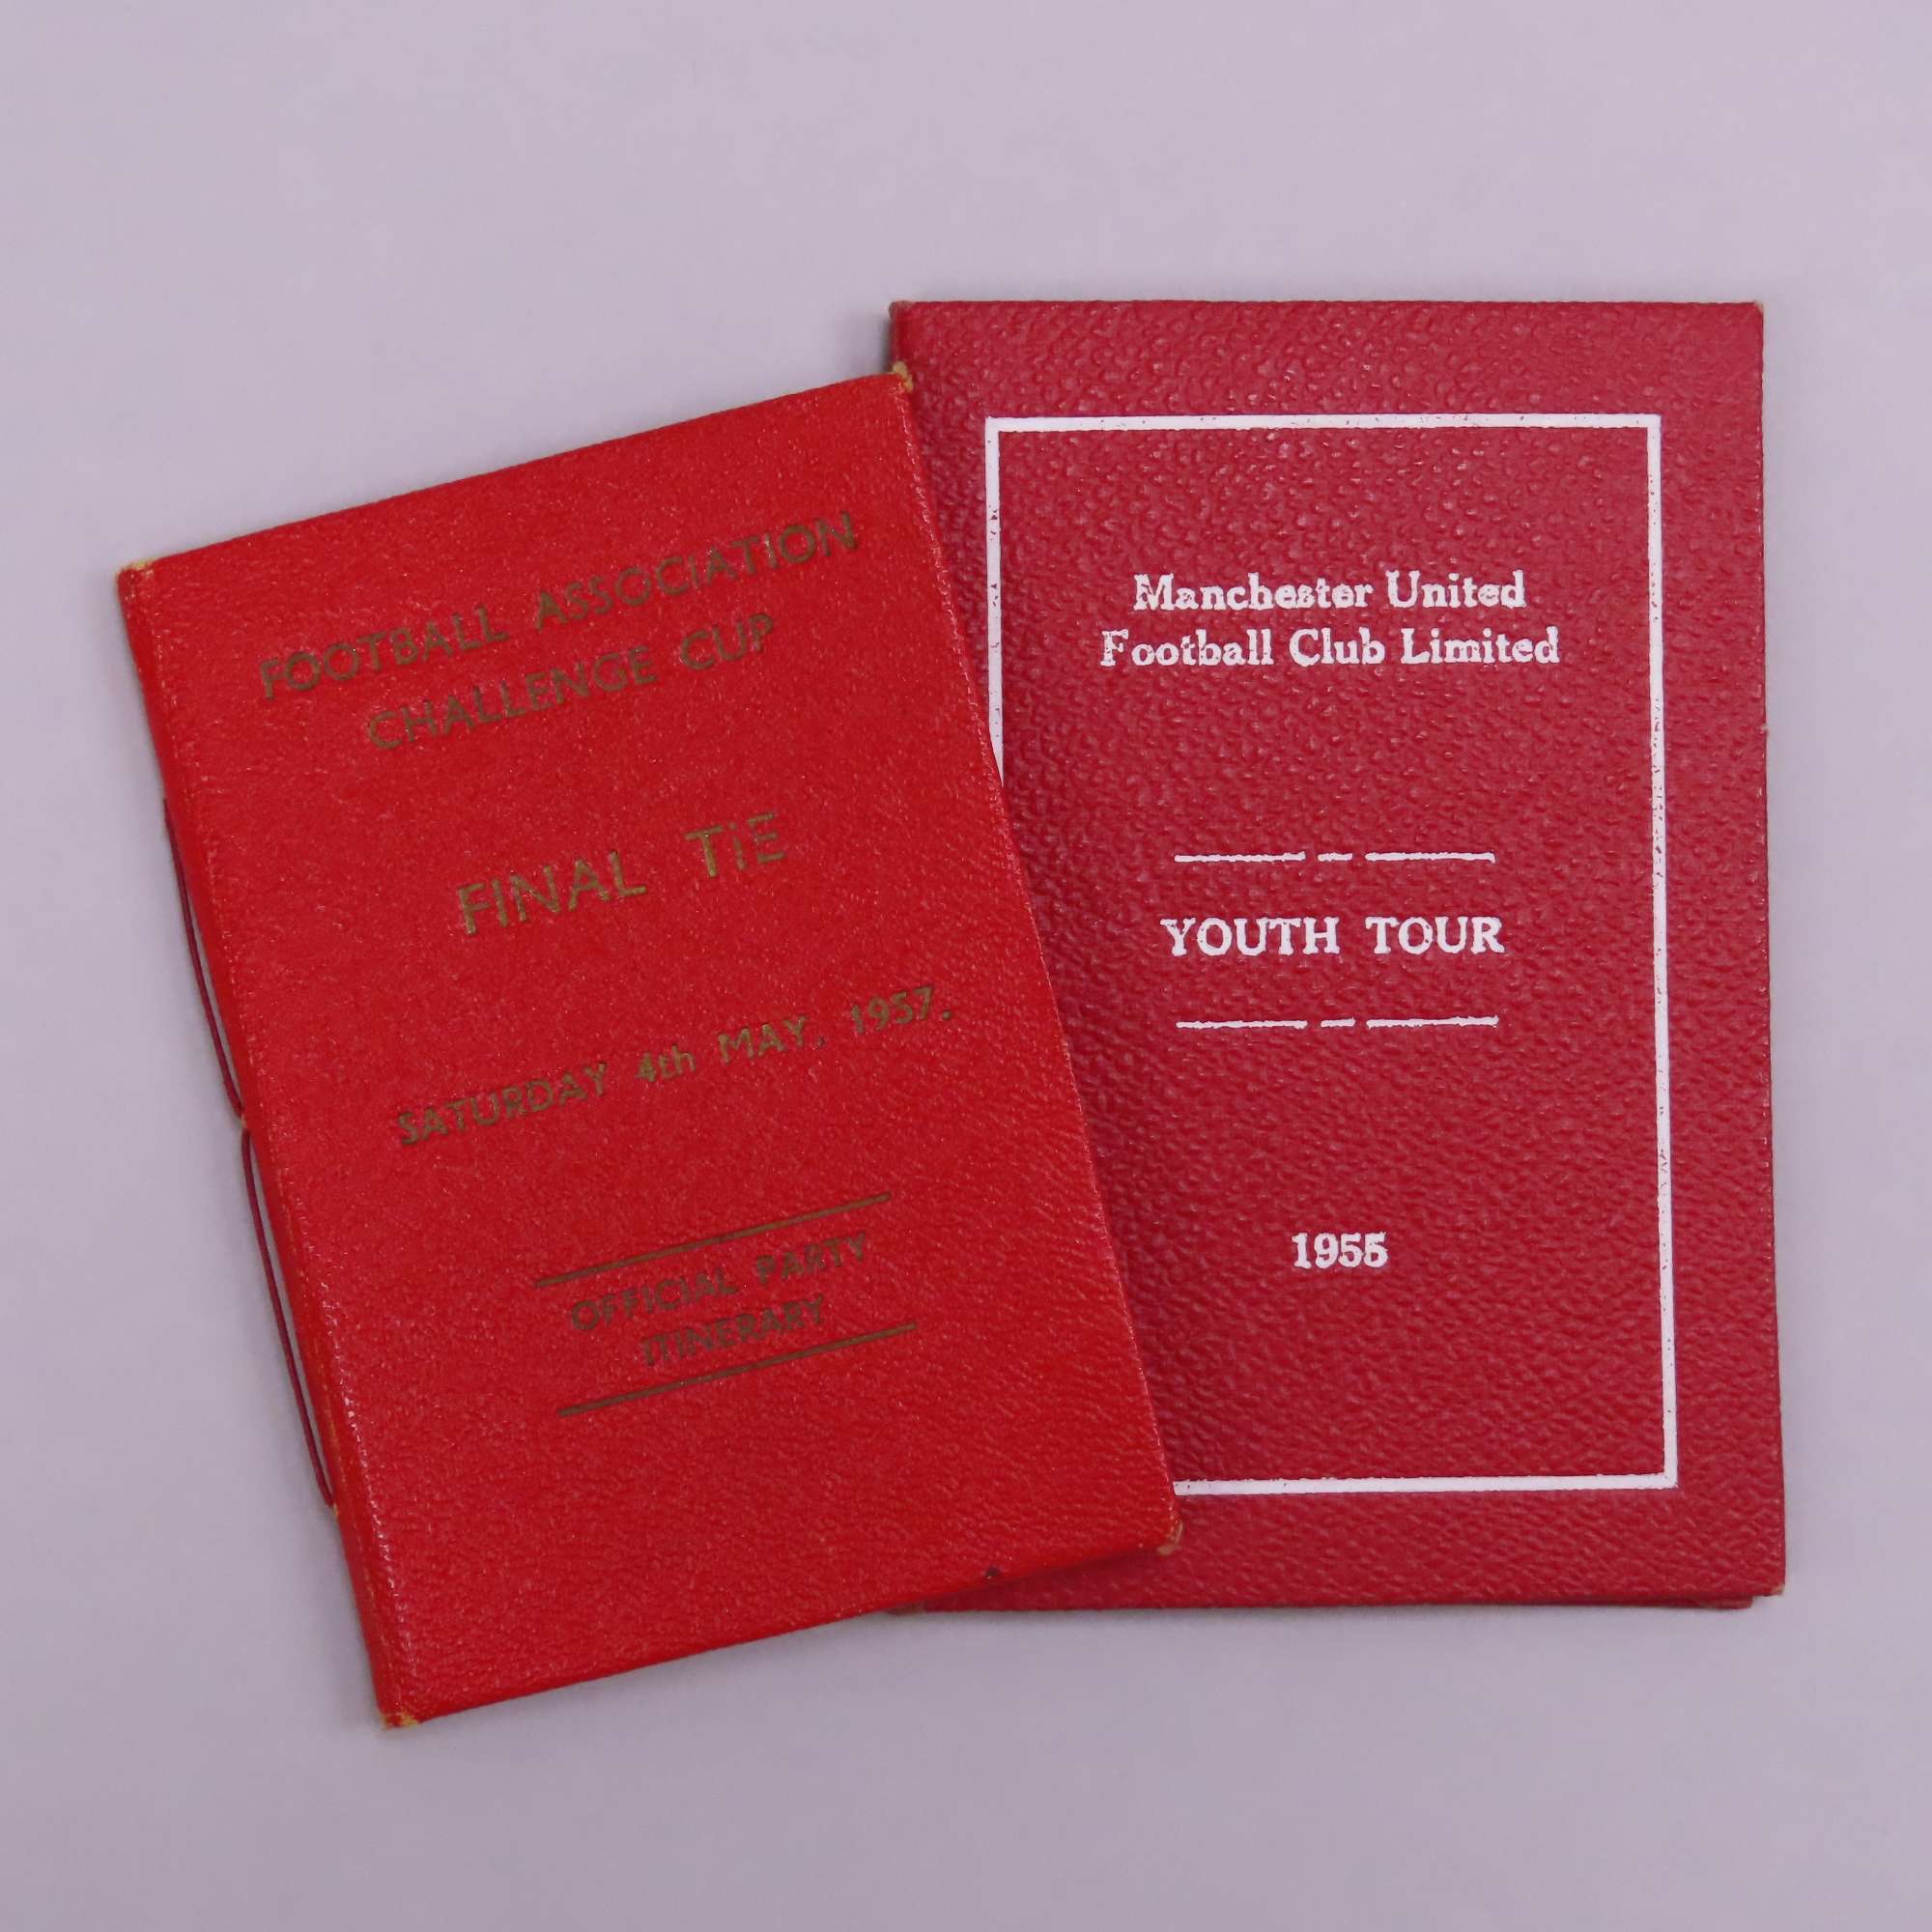 FOOTBALL ASSOCIATION
CHALLENGE CUP
FINAL TiE
SATURDAY 4th MAY, 1957.
OFFICIAL PARTY
ITINERARY
Manchester United
Football Club Limited
YOUTH TOUR
1955